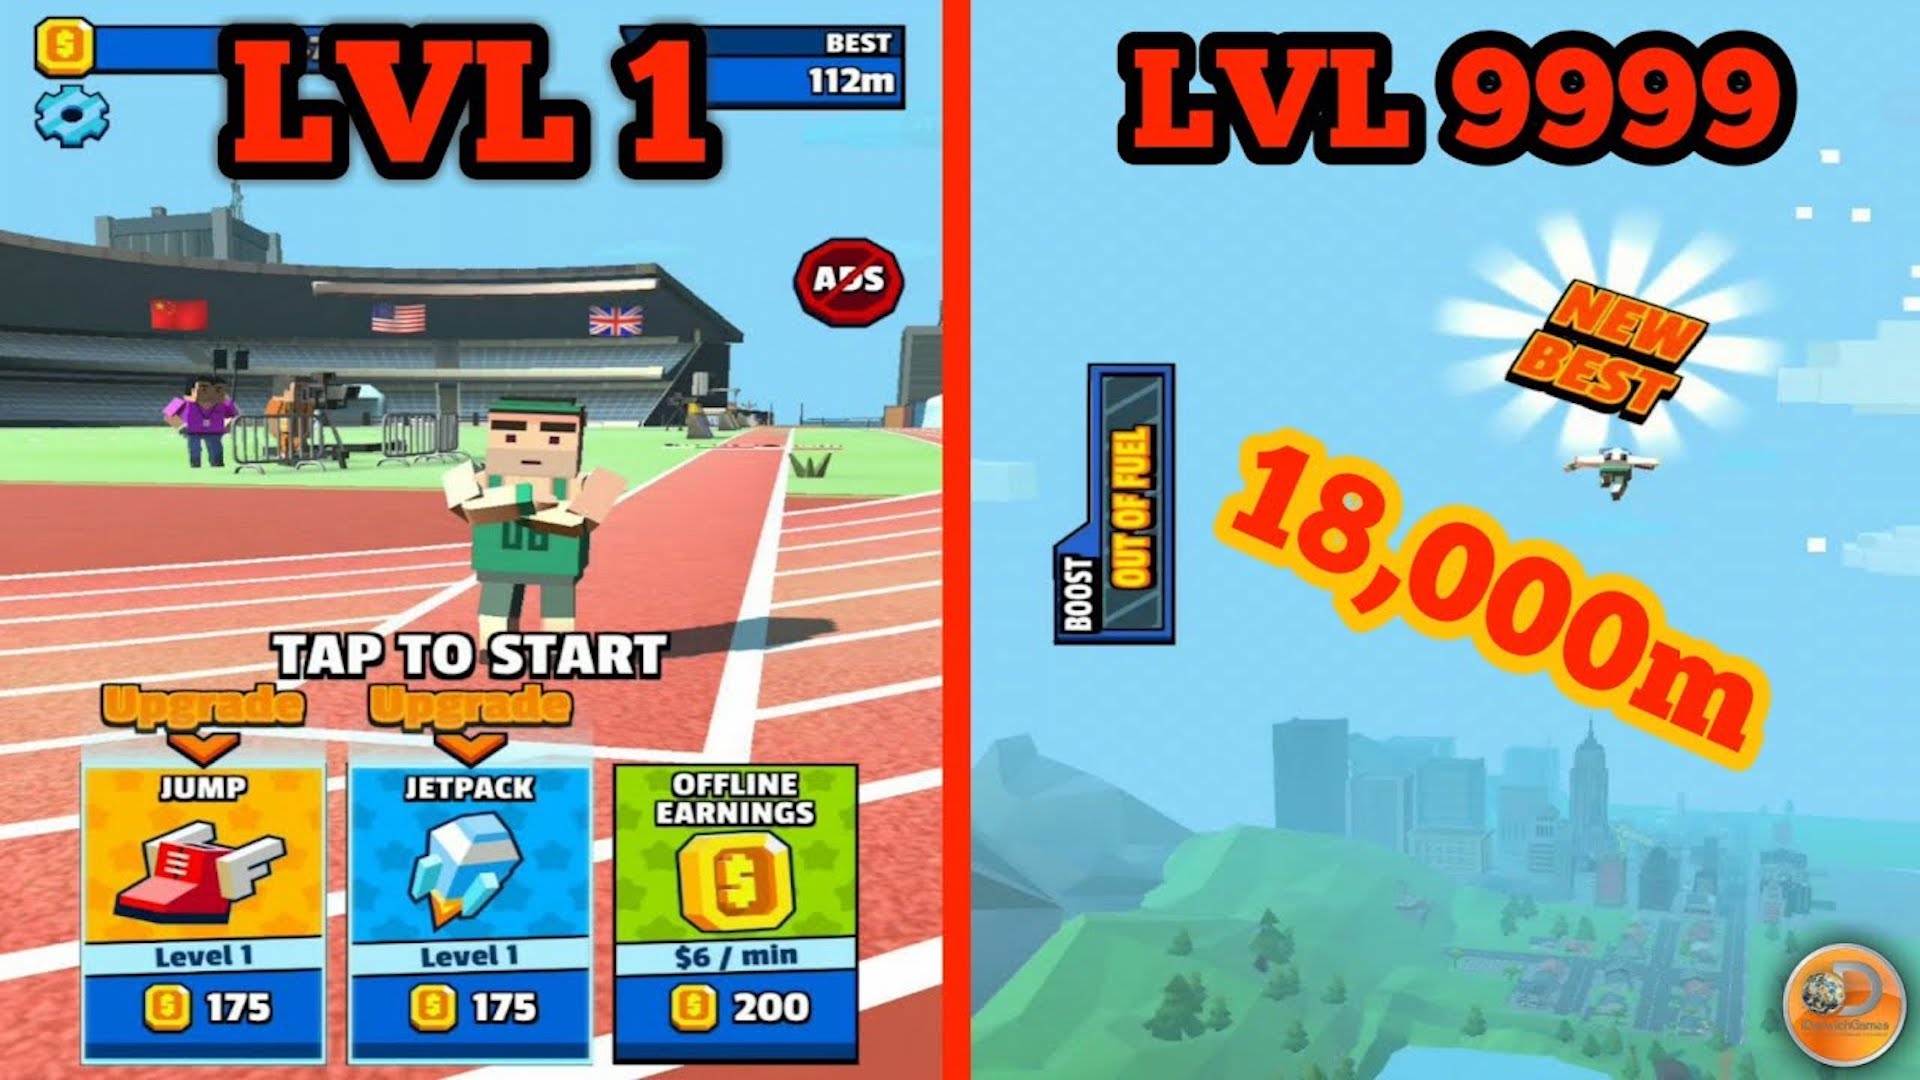 LVL 1
BEST
112m
ADS
TAP TO START
Upgrade
Upgrade
JUMP
Level 1
175
JETPACK
Level 1
175
OFFLINE
EARNINGS
$6 / min
200
LVL 9999
NEW
BEST
OUT OF FUEL
BOOST
18,000m